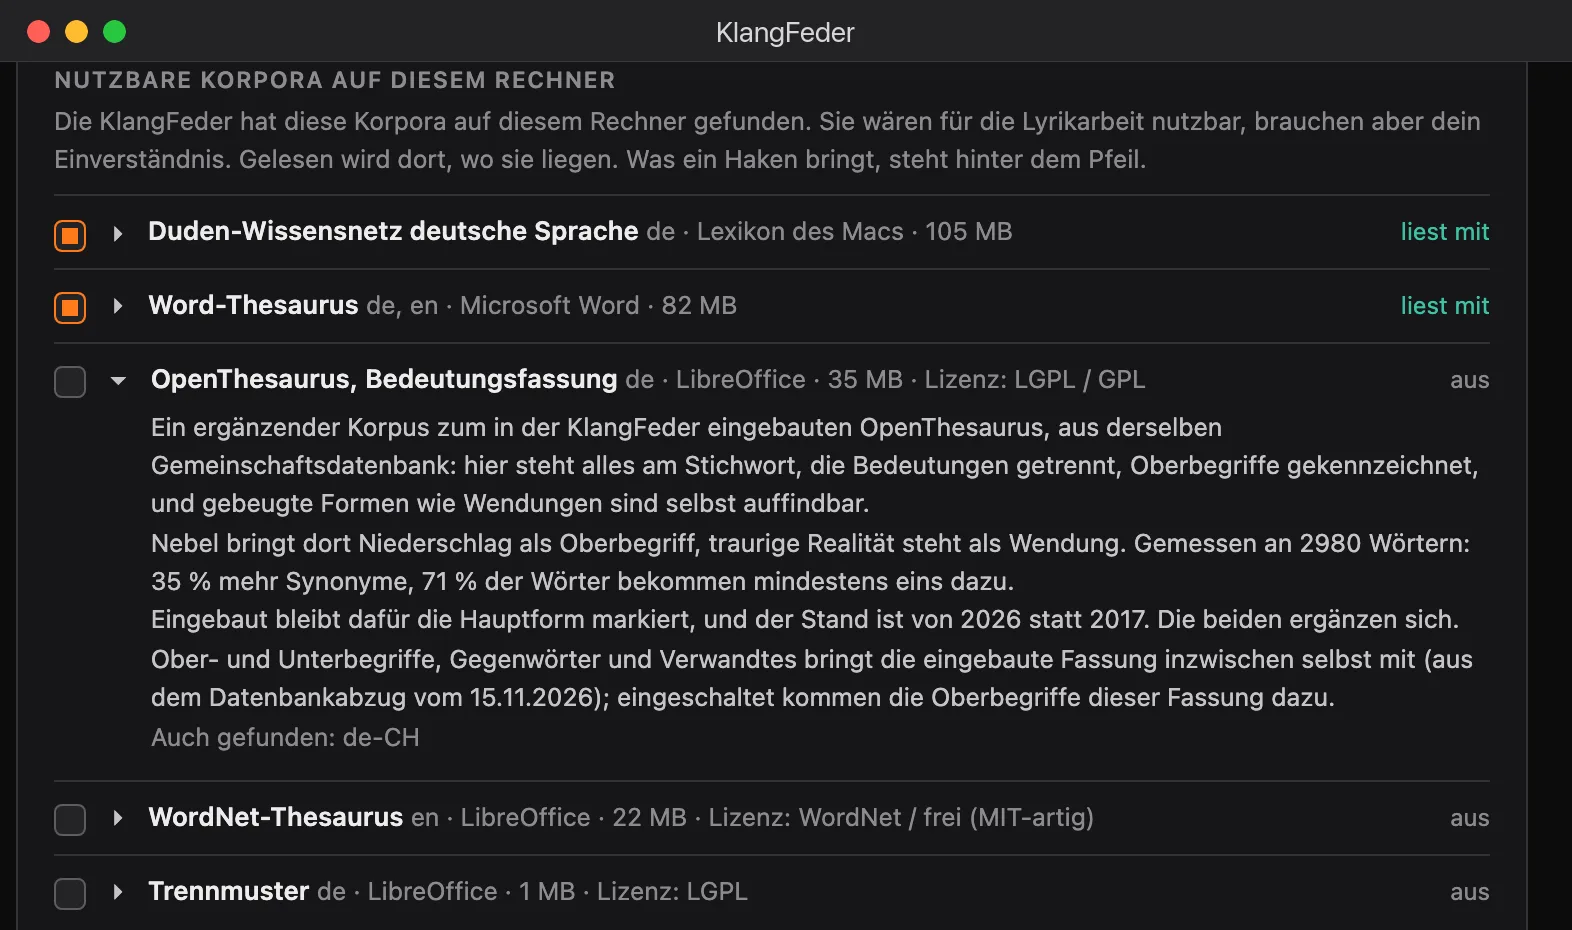 KlangFeder
NUTZBARE KORPORA AUF DIESEM RECHNER
Die KlangFeder hat diese Korpora auf diesem Rechner gefunden. Sie wären für die Lyrikarbeit nutzbar, brauchen aber dein
Einverständnis. Gelesen wird dort, wo sie liegen. Was ein Haken bringt, steht hinter dem Pfeil.
Duden-Wissensnetz deutsche Sprache de · Lexikon des Macs · 105 MB liest mit
Word-Thesaurus de, en · Microsoft Word · 82 MB liest mit
OpenThesaurus, Bedeutungsfassung de · LibreOffice · 35 MB · Lizenz: LGPL / GPL aus
Ein ergänzender Korpus zum in der KlangFeder eingebauten OpenThesaurus, aus derselben
Gemeinschaftsdatenbank: hier steht alles am Stichwort, die Bedeutungen getrennt, Oberbegriffe gekennzeichnet,
und gebeugte Formen wie Wendungen sind selbst auffindbar.
Nebel bringt dort Niederschlag als Oberbegriff, traurige Realität steht als Wendung. Gemessen an 2980 Wörtern:
35 % mehr Synonyme, 71 % der Wörter bekommen mindestens eins dazu.
Eingebaut bleibt dafür die Hauptform markiert, und der Stand ist von 2026 statt 2017. Die beiden ergänzen sich.
Ober- und Unterbegriffe, Gegenwörter und Verwandtes bringt die eingebaute Fassung inzwischen selbst mit (aus
dem Datenbankabzug vom 15.11.2026); eingeschaltet kommen die Oberbegriffe dieser Fassung dazu.
Auch gefunden: de-CH
WordNet-Thesaurus en · LibreOffice · 22 MB · Lizenz: WordNet / frei (MIT-artig) aus
Trennmuster de · LibreOffice · 1 MB · Lizenz: LGPL aus